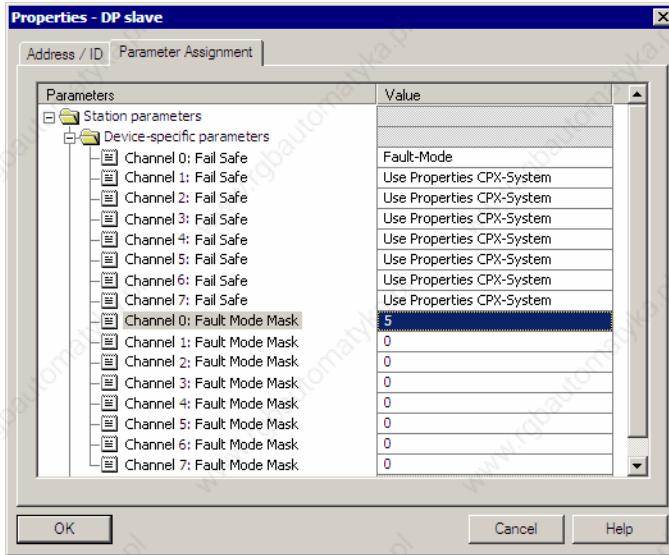 Properties - DP slave
Address / ID Parameter Assignment
Parameters Value
Station parameters
Device-specific parameters
Channel 0: Fail Safe Fault-Mode
Channel 1: Fail Safe Use Properties CPX-System
Channel 2: Fail Safe Use Properties CPX-System
Channel 3: Fail Safe Use Properties CPX-System
Channel 4: Fail Safe Use Properties CPX-System
Channel 5: Fail Safe Use Properties CPX-System
Channel 6: Fail Safe Use Properties CPX-System
Channel 7: Fail Safe Use Properties CPX-System
Channel 0: Fault Mode Mask 5
Channel 1: Fault Mode Mask 0
Channel 2: Fault Mode Mask 0
Channel 3: Fault Mode Mask 0
Channel 4: Fault Mode Mask 0
Channel 5: Fault Mode Mask 0
Channel 6: Fault Mode Mask 0
Channel 7: Fault Mode Mask 0
OK Cancel Help
www.rgbautomatyka.pl